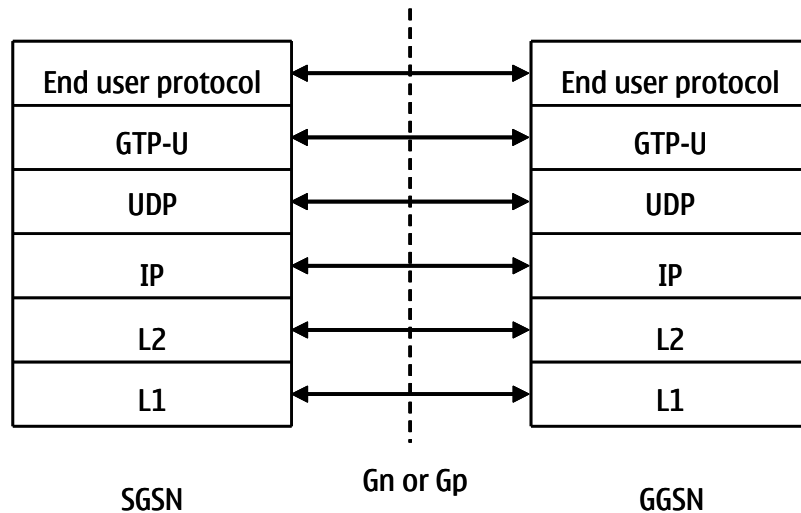 End user protocol
End user protocol
GTP-U
GTP-U
UDP
UDP
IP
IP
L2
L2
L1
L1
Gn or Gp
SGSN
GGSN